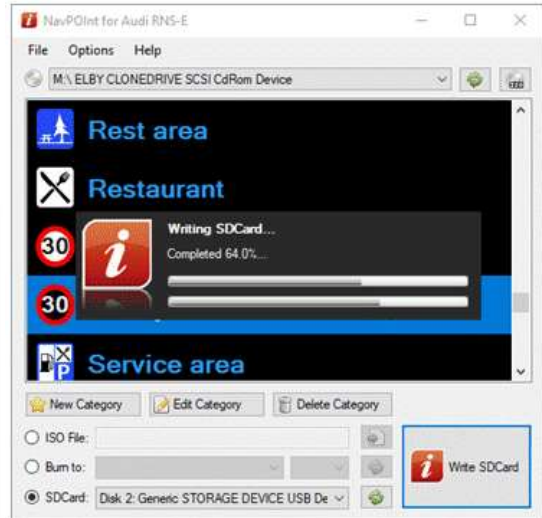 NavPOInt for Audi RNS-E
File Options Help
M:\ ELBY CLONEDRIVE SCSI CdRom Device
Rest area
Restaurant
Writing SDCard...
30
Completed 64.0%...
30
Service area
P
New Category Edit Category Delete Category
ISO File:
Burn to:
Write SDCard
SDCard: Disk 2: Generic STORAGE DEVICE USB De